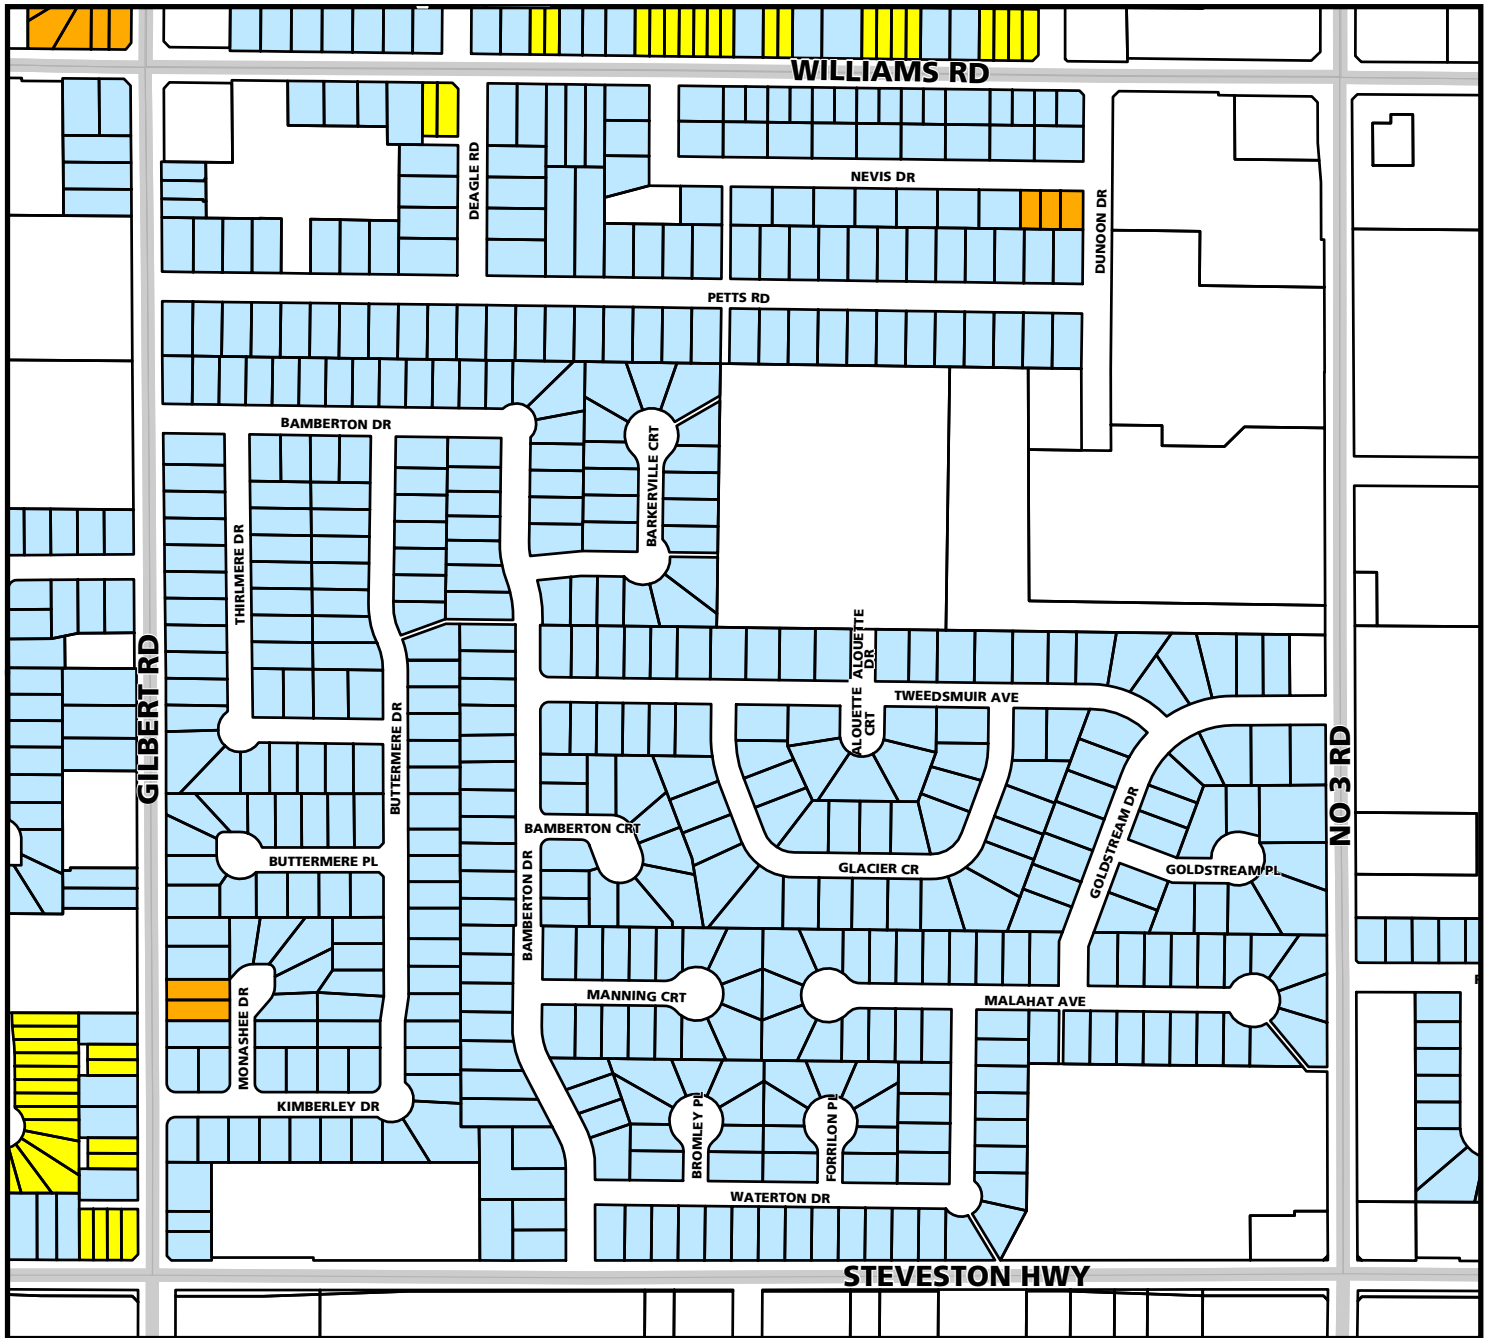 WILLIAMS RD
DEAGLE RD
NEVIS DR
DUNOON DR
PETTS RD
BAMBERTON DR
BARKERVILLE CRT
THIRLMERE DR
ALOUETTE DR
GILBERT RD
TWEEDSMUIR AVE
ALOUETTE CRT
BUTTERMERE DR
NO 3 RD
GOLDSTREAM DR
BAMBERTON CRT
BUTTERMERE PL
GLACIER CR
GOLDSTREAM PL
BAMBERTON DR
MANNING CRT
MALAHAT AVE
MONASHEE DR
KIMBERLEY DR
BROMLEY PL
FORRILON PL
WATERTON DR
STEVESTON HWY